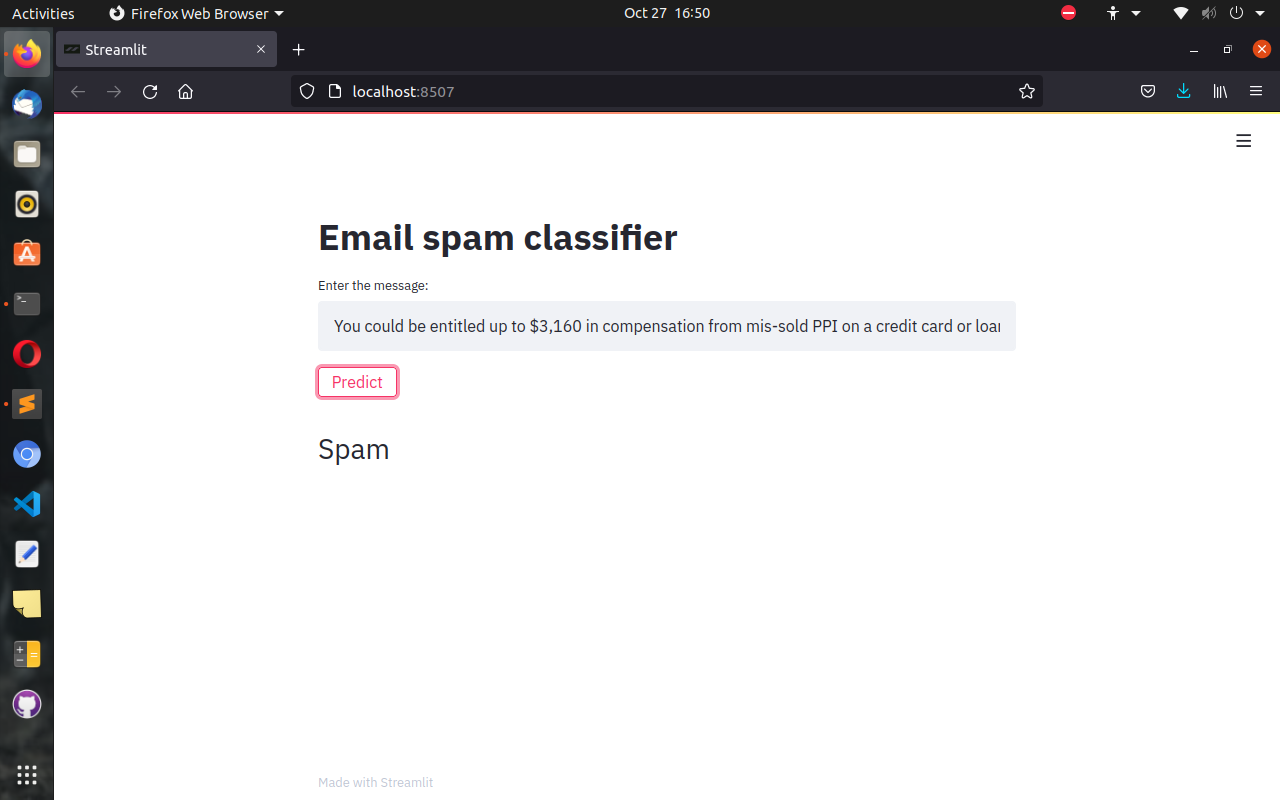 Activities
Firefox Web Browser
Oct 27 16:50
Streamlit
localhost:8507
Email spam classifier
Enter the message:
You could be entitled up to $3,160 in compensation from mis-sold PPI on a credit card or loan
Predict
Spam
Made with Streamlit